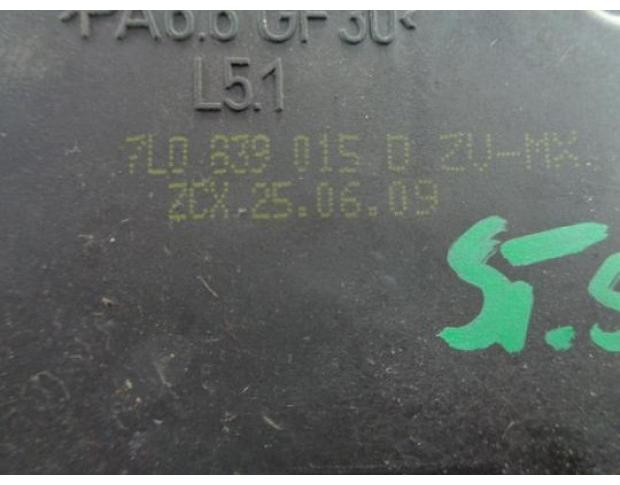 >PA6.6 GF30<
L5.1
7L0 839 015 D ZV-MX
ZCX 25.06.09